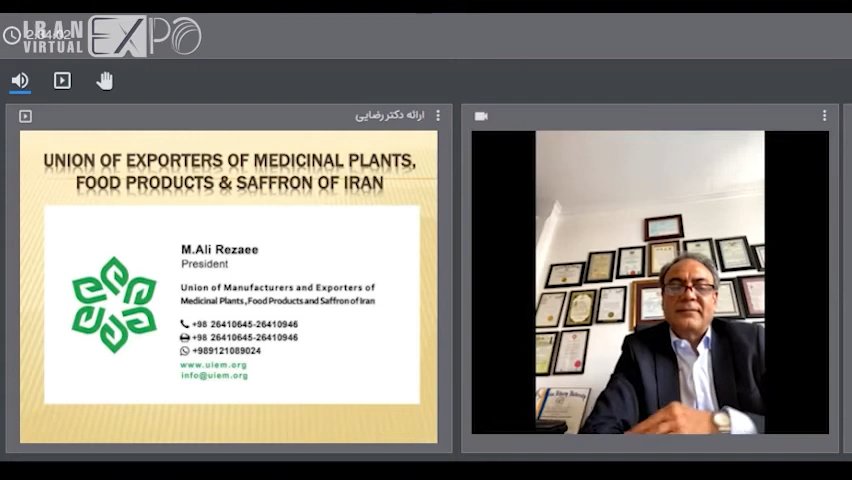 IRAN
VIRTUAL
EXPO
ارائه دکتر رضایی
UNION OF EXPORTERS OF MEDICINAL PLANTS,
FOOD PRODUCTS & SAFFRON OF IRAN
M.Ali Rezaee
President
Union of Manufacturers and Exporters of
Medicinal Plants, Food Products and Saffron of Iran
+98 26410645-26410946
+98 26410645-26410946
+989121089024
www.uiem.org
info@uiem.org